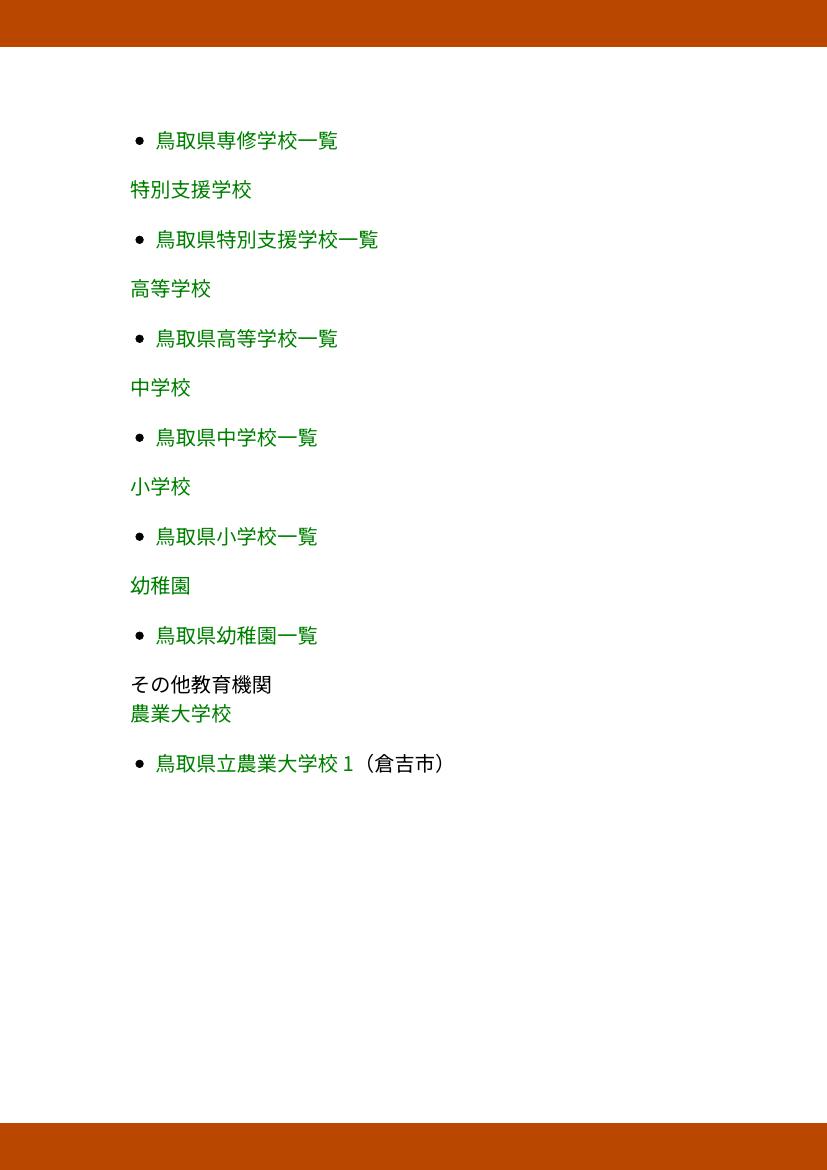 • 鳥取県専修学校一覧
特別支援学校
• 鳥取県特別支援学校一覧
高等学校
• 鳥取県高等学校一覧
中学校
• 鳥取県中学校一覧
小学校
• 鳥取県小学校一覧
幼稚園
• 鳥取県幼稚園一覧
その他教育機関
農業大学校
• 鳥取県立農業大学校 1（倉吉市）